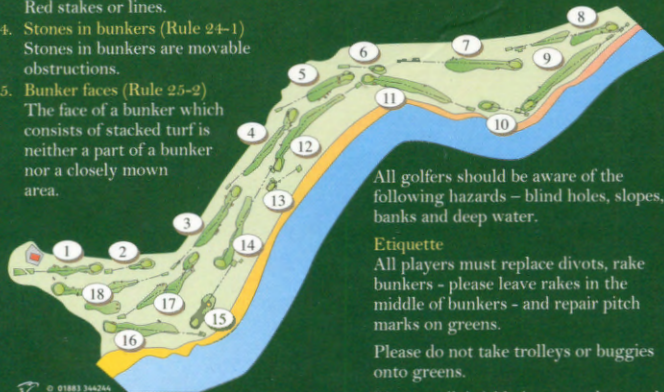 Red stakes or lines.
4. Stones in bunkers (Rule 24-1)
Stones in bunkers are movable
obstructions.
5. Bunker faces (Rule 25-2)
The face of a bunker which
consists of stacked turf is
neither a part of a bunker
nor a closely mown
area.
1
2
3
4
5
6
7
8
9
10
11
12
13
14
15
16
17
18
All golfers should be aware of the
following hazards – blind holes, slopes,
banks and deep water.
Etiquette
All players must replace divots, rake
bunkers - please leave rakes in the
middle of bunkers - and repair pitch
marks on greens.
Please do not take trolleys or buggies
onto greens.
© 01883 344244